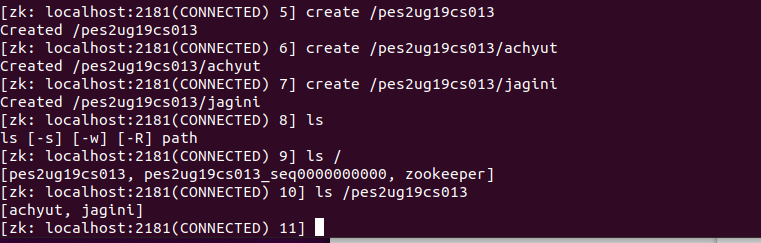 [zk: localhost:2181(CONNECTED) 5] create /pes2ug19cs013
Created /pes2ug19cs013
[zk: localhost:2181(CONNECTED) 6] create /pes2ug19cs013/achyut
Created /pes2ug19cs013/achyut
[zk: localhost:2181(CONNECTED) 7] create /pes2ug19cs013/jagini
Created /pes2ug19cs013/jagini
[zk: localhost:2181(CONNECTED) 8] ls
ls [-s] [-w] [-R] path
[zk: localhost:2181(CONNECTED) 9] ls /
[pes2ug19cs013, pes2ug19cs013_seq0000000000, zookeeper]
[zk: localhost:2181(CONNECTED) 10] ls /pes2ug19cs013
[achyut, jagini]
[zk: localhost:2181(CONNECTED) 11]